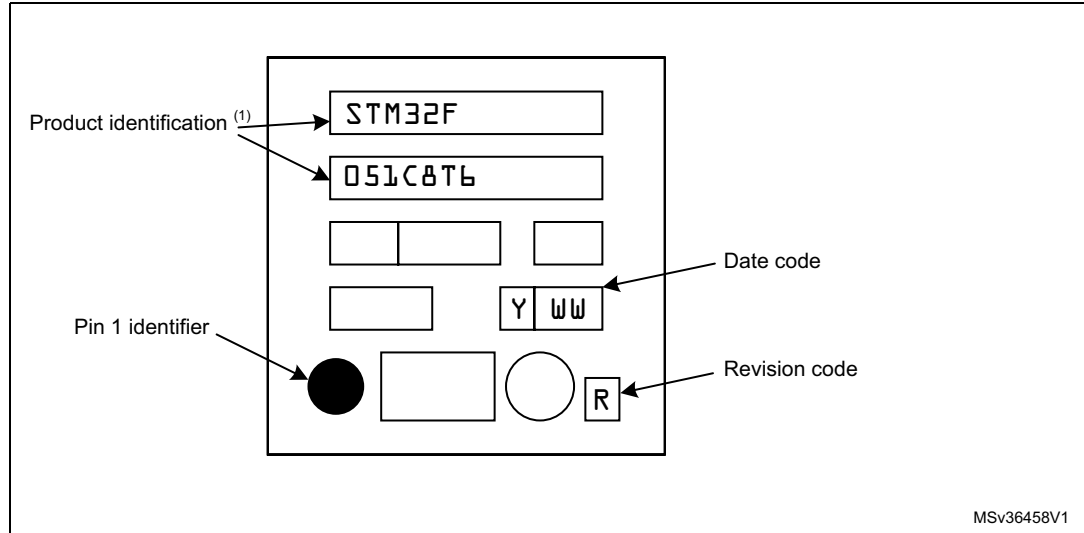 STM32F
Product identification (1)
051C8T6
Date code
Y WW
Pin 1 identifier
Revision code
R
MSv36458V1